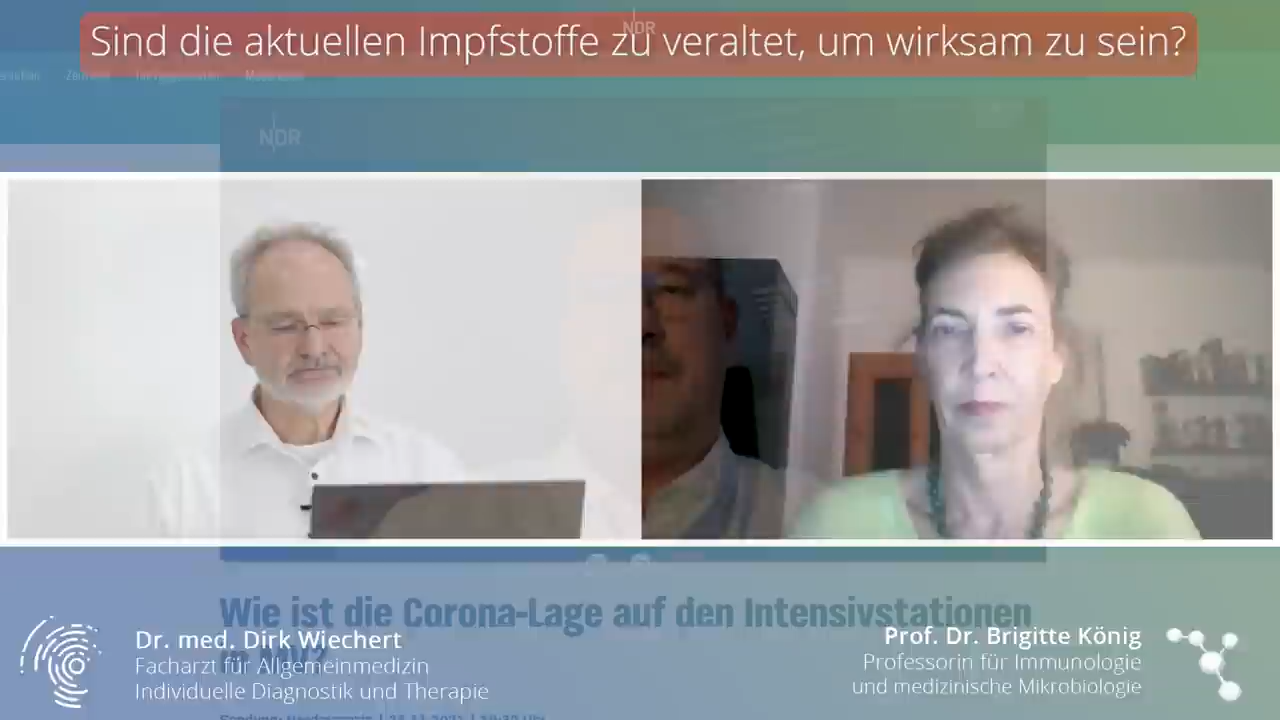 NDR
Sind die aktuellen Impfstoffe zu veraltet, um wirksam zu sein?
NDR
Wie ist die Corona-Lage auf den Intensivstationen
Dr. med. Dirk Wiechert
Facharzt für Allgemeinmedizin
Individuelle Diagnostik und Therapie
Prof. Dr. Brigitte König
Professorin für Immunologie
und medizinische Mikrobiologie